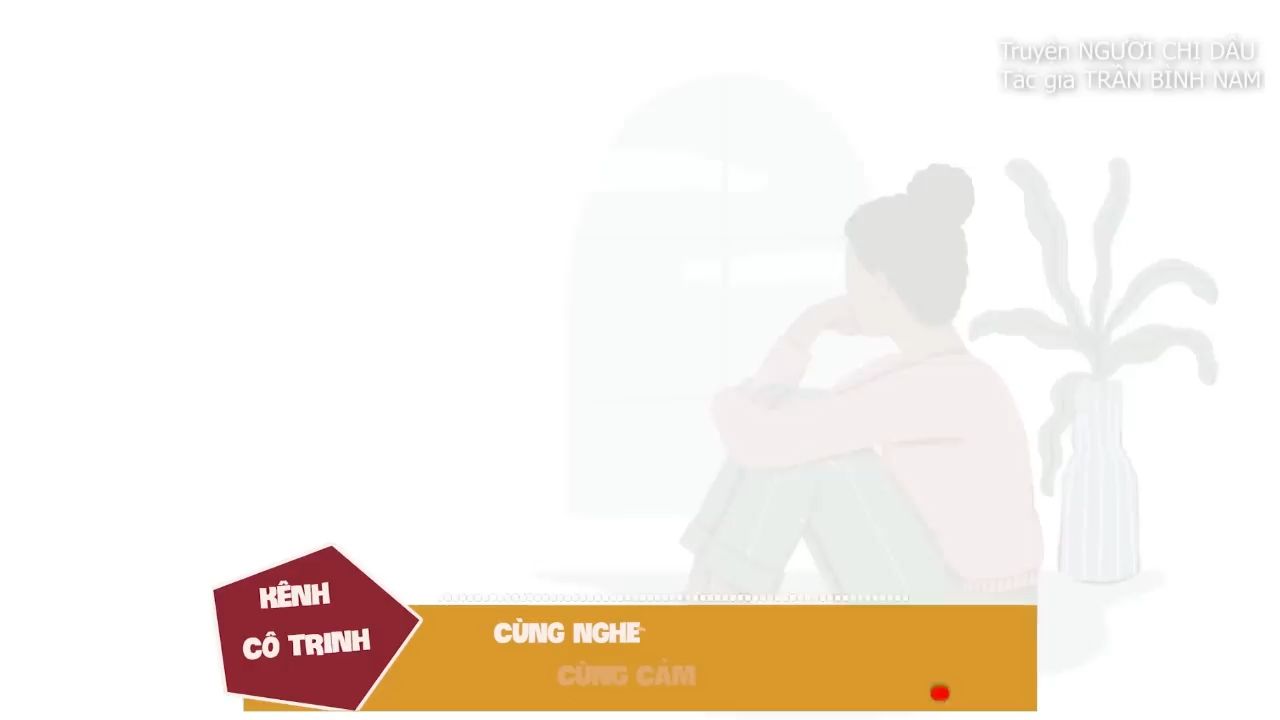 Truyện NGƯỜI CHỊ DÂU
Tác giả TRẦN BÌNH NAM
KÊNH
CÔ TRINH
CÙNG NGHE
CÙNG CẢM